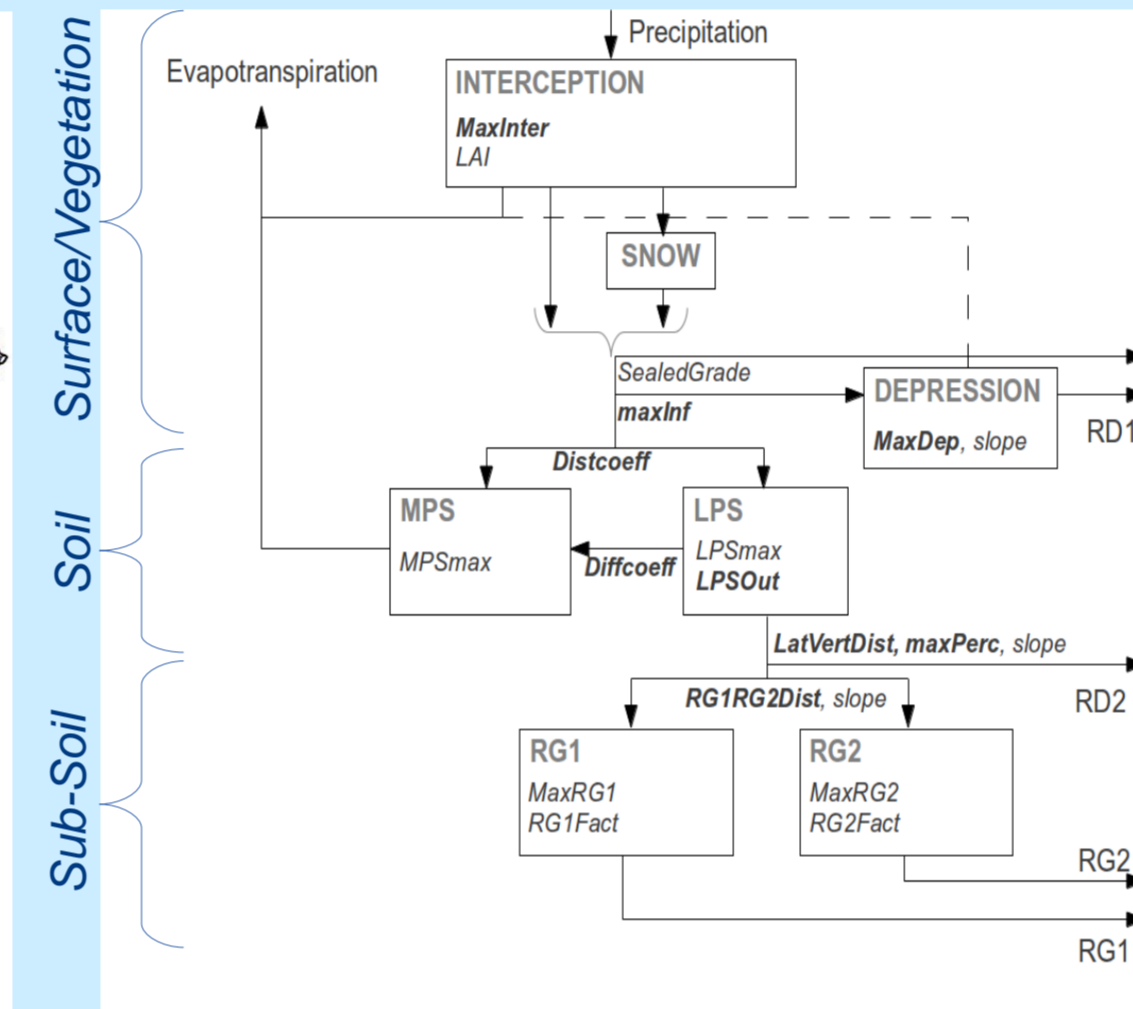 Surface/Vegetation
Precipitation
Evapotranspiration
INTERCEPTION
MaxInter
LAI
SNOW
SealedGrade
maxInf
DEPRESSION
MaxDep, slope
RD1
Distcoeff
Soil
MPS
MPSmax
LPS
LPSmax
LPSOut
Diffcoeff
LatVertDist, maxPerc, slope
RD2
RG1RG2Dist, slope
Sub-Soil
RG1
MaxRG1
RG1Fact
RG2
MaxRG2
RG2Fact
RG2
RG1